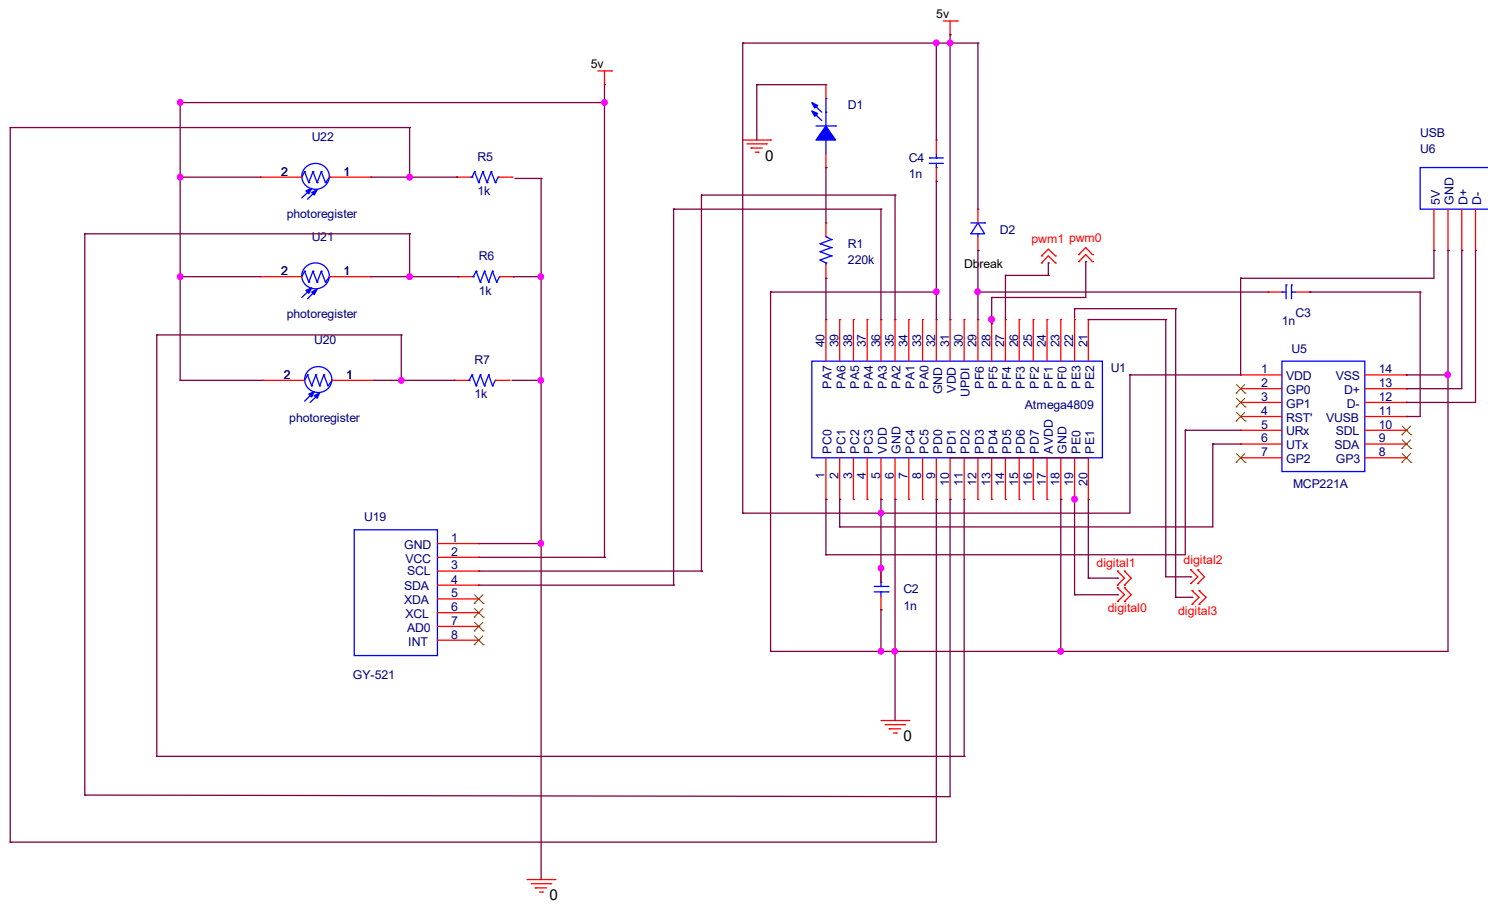 5v
5v
D1
0
USB
U6
5V
GND
D+
D-
U22
2
1
R5
1k
photoregister
C4
1n
U21
2
1
R6
1k
photoregister
R1
220k
D2
Dbreak
pwm1
pwm0
1n
C3
U20
2
1
R7
1k
photoregister
40
39
38
37
36
35
34
33
32
31
30
29
28
27
26
25
24
23
22
21
PA7
PA6
PA5
PA4
PA3
PA2
PA1
PA0
GND
VDD
UPDI
PF6
PF5
PF4
PF3
PF2
PF1
PF0
PE3
PE2
U1
Atmega4809
PC0
PC1
PC2
PC3
VDD
GND
PC4
PC5
PD0
PD1
PD2
PD3
PD4
PD5
PD6
PD7
AVDD
GND
PE0
PE1
1
2
3
4
5
6
7
8
9
10
11
12
13
14
15
16
17
18
19
20
U5
1 VDD VSS 14
2 GP0 D+ 13
3 GP1 D- 12
4 RST' VUSB 11
5 URx SDL 10
6 UTx SDA 9
7 GP2 GP3 8
MCP221A
U19
GND 1
VCC 2
SCL 3
SDA 4
XDA 5
XCL 6
AD0 7
INT 8
GY-521
C2
1n
digital1
digital2
digital0
digital3
0
0